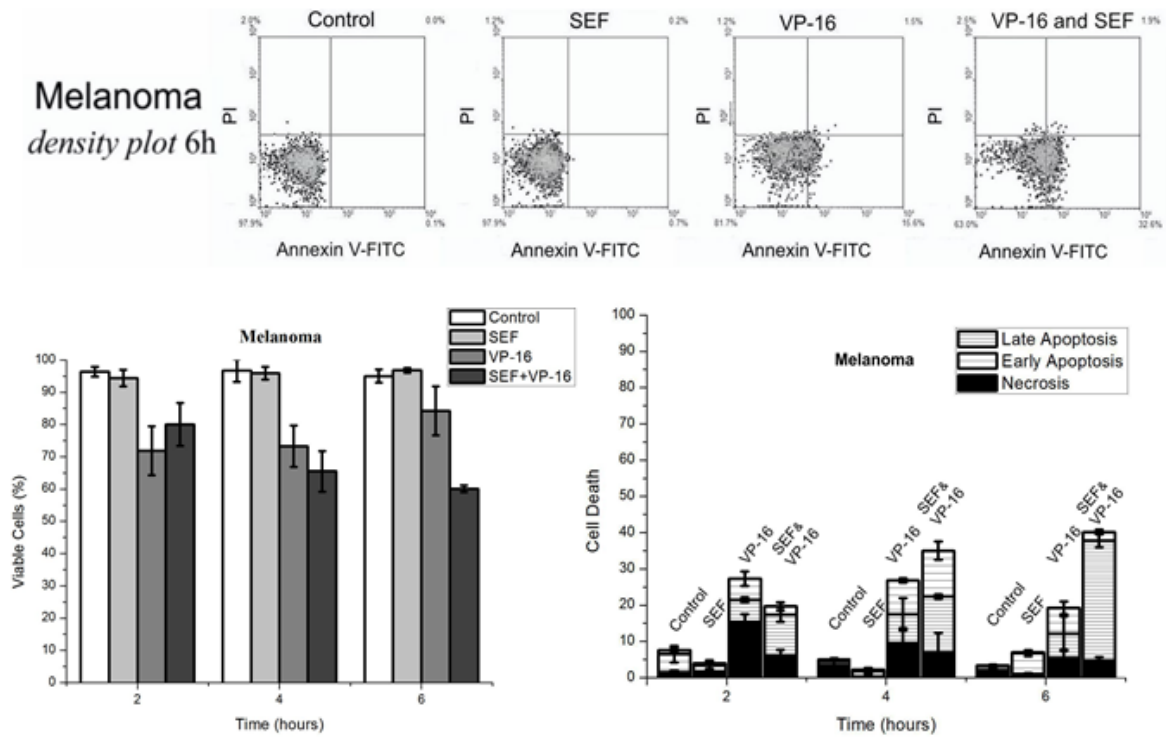 Control
SEF
VP-16
VP-16 and SEF
2.0%
0.0%
1.2%
0.2%
1.2%
1.5%
1.9%
Melanoma
density plot 6h
PI
PI
PI
PI
97.9%
0.1%
97.9%
0.7%
81.7%
15.6%
63.0%
32.6%
Annexin V-FITC
Annexin V-FITC
Annexin V-FITC
Annexin V-FITC
Melanoma
Control
SEF
VP-16
SEF+VP-16
Viable Cells (%)
100
90
80
70
60
50
40
30
20
10
0
2
4
6
Time (hours)
Melanoma
Late Apoptosis
Early Apoptosis
Necrosis
Cell Death
100
90
80
70
60
50
40
30
20
10
0
Control
SEF
VP-16
SEF&
VP-16
Control
SEF
VP-16
SEF&
VP-16
Control
SEF
VP-16
SEF&
VP-16
2
4
6
Time (hours)